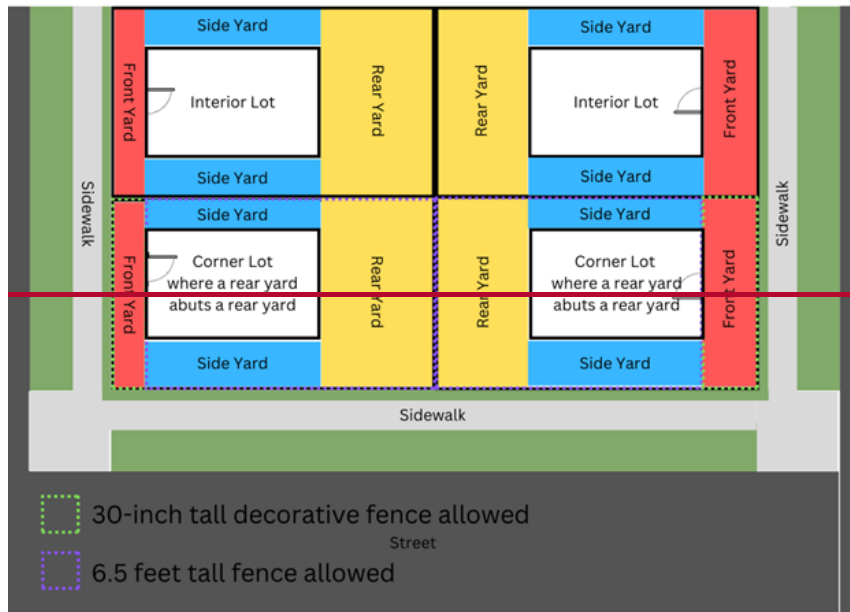 Side Yard
Side Yard
Front Yard
Interior Lot
Rear Yard
Rear Yard
Interior Lot
Front Yard
Side Yard
Side Yard
Sidewalk
Sidewalk
Side Yard
Side Yard
Front Yard
Corner Lot
where a rear yard
abuts a rear yard
Rear Yard
Rear Yard
Corner Lot
where a rear yard
abuts a rear yard
Front Yard
Side Yard
Side Yard
Sidewalk
30-inch tall decorative fence allowed
Street
6.5 feet tall fence allowed